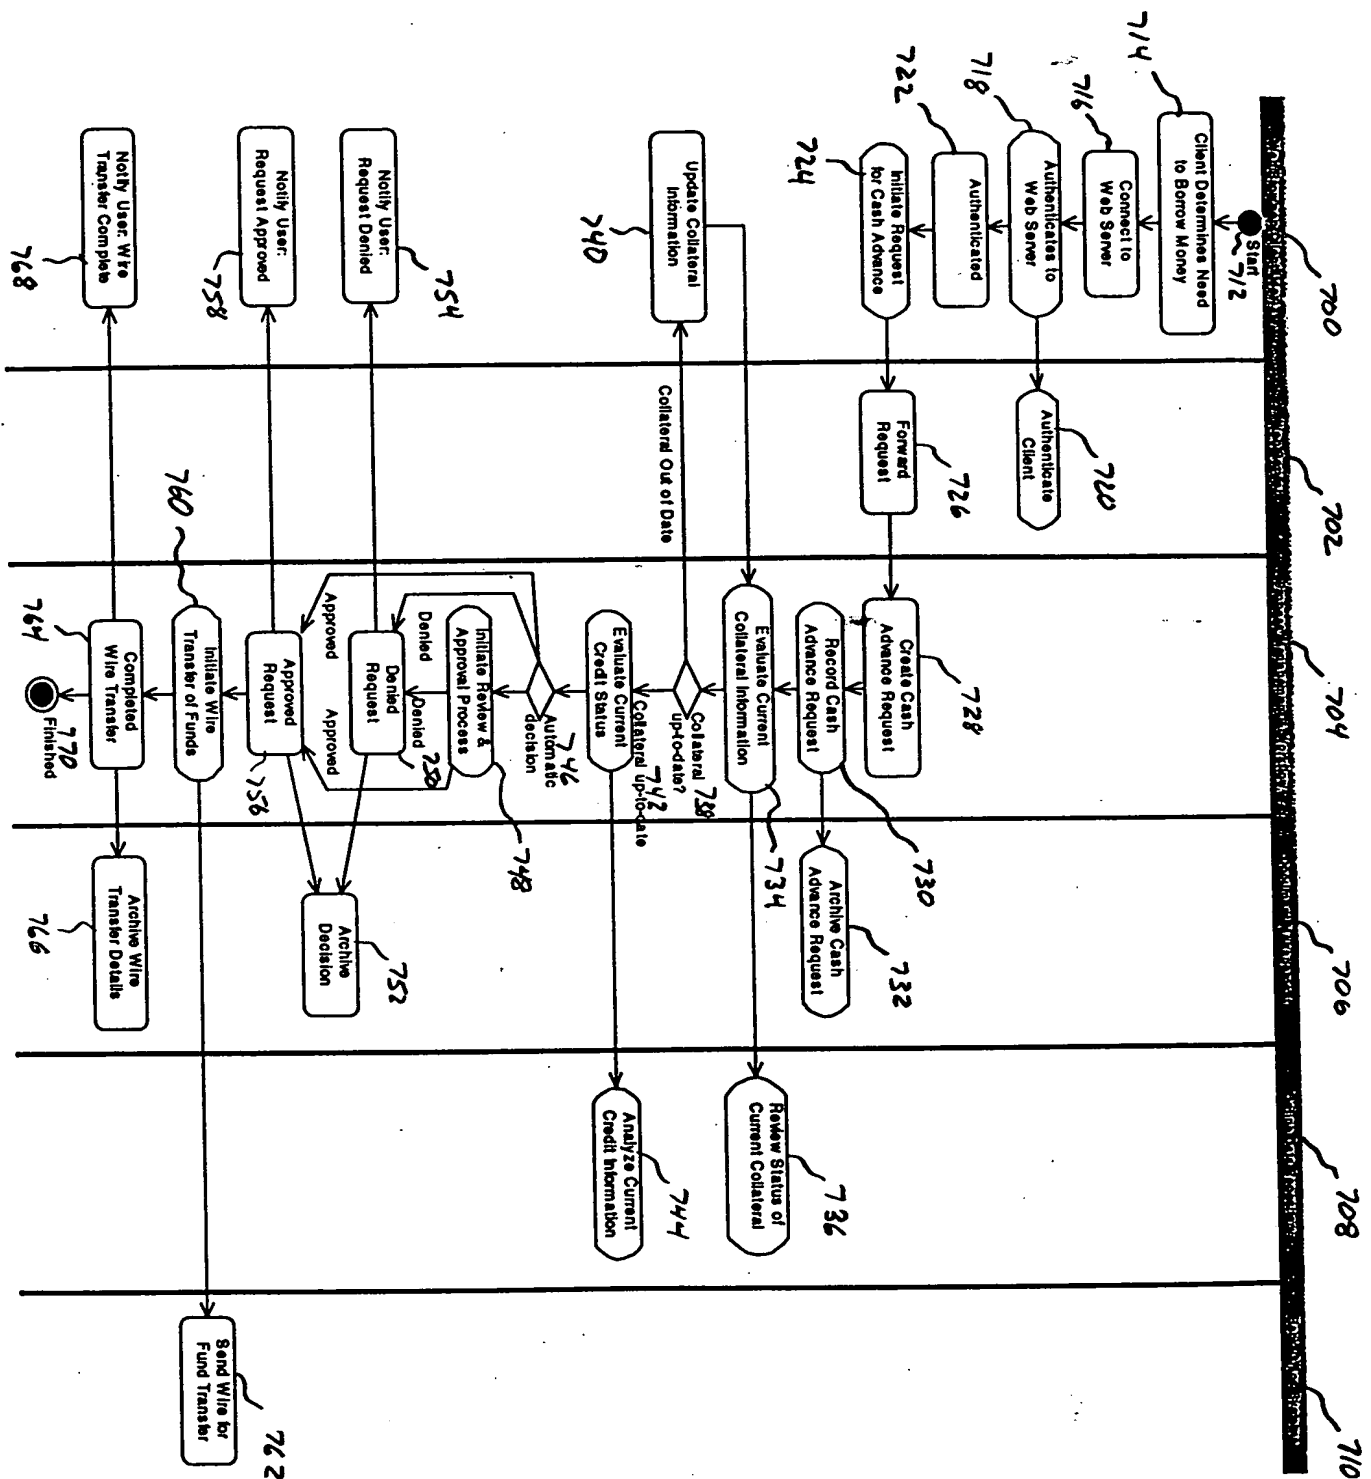 700
702
704
706
708
710
Start
712
714
Client Determines Need
to Borrow Money
716
Connect to
Web Server
718
Authenticates to
Web Server
720
Authenticate
Client
722
Authenticated
724
Initiate Request
for Cash Advance
726
Forward
Request
728
Create Cash
Advance Request
730
Record Cash
Advance Request
732
Archive Cash
Advance Request
734
Evaluate Current
Collateral Information
736
Review Status of
Current Collateral
Collateral
up-to-date?
738
Collateral Out of Date
Update Collateral
Information
740
Collateral up-to-date
742
Evaluate Current
Credit Status
744
Analyze Current
Credit Information
746
Automatic
decision
748
Initiate Review &
Approval Process
Denied
Denied
Approved
Approved
Denied
Request
750
752
Archive
Decision
754
Notify User:
Request Denied
Approved
Request
756
Notify User:
Request Approved
758
760
Initiate Wire
Transfer of Funds
Send Wire for
Fund Transfer
762
764
Completed
Wire Transfer
Archive Wire
Transfer Details
766
Notify User: Wire
Transfer Complete
768
770
Finished